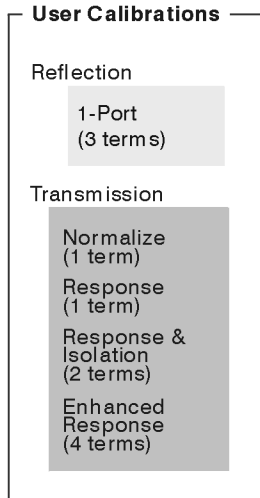 User Calibrations
Reflection
1-Port
(3 terms)
Transmission
Normalize
(1 term)
Response
(1 term)
Response &
Isolation
(2 terms)
Enhanced
Response
(4 terms)